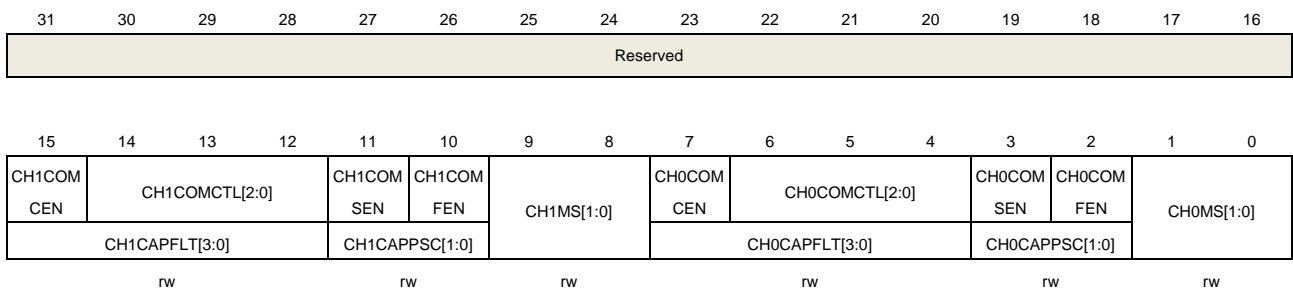 31 30 29 28 27 26 25 24 23 22 21 20 19 18 17 16
Reserved
15 14 13 12 11 10 9 8 7 6 5 4 3 2 1 0
CH1COM CH1COM CH1COM CH0COM CH0COM CH0COM
CH1COMCTL[2:0] CH0COMCTL[2:0]
CEN SEN FEN CH1MS[1:0] CEN SEN FEN CH0MS[1:0]
CH1CAPFLT[3:0] CH1CAPPSC[1:0] CH0CAPFLT[3:0] CH0CAPPSC[1:0]
rw rw rw rw rw rw